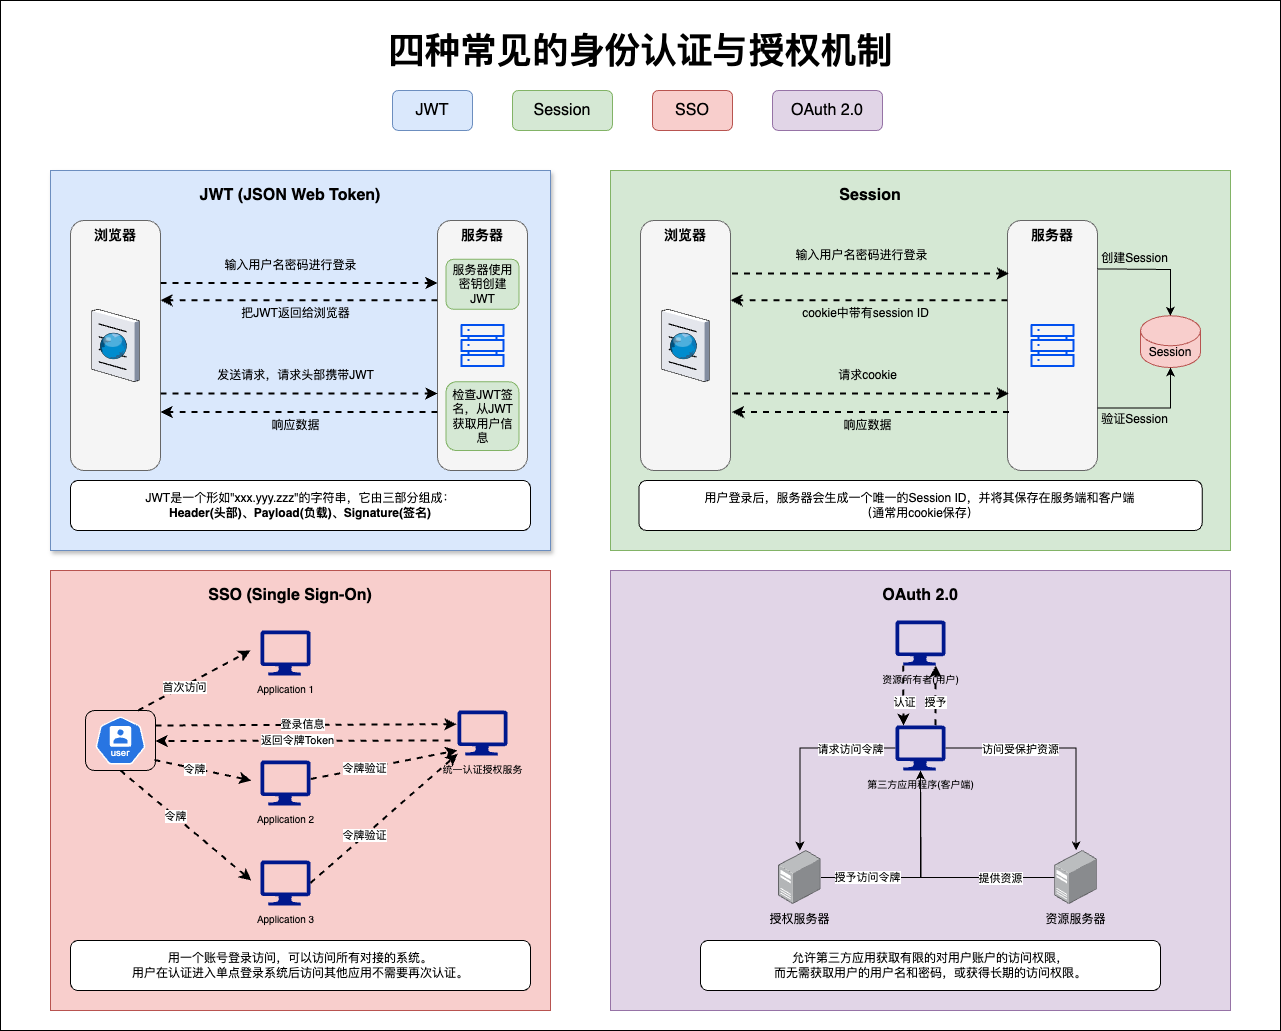 四种常见的身份认证与授权机制
JWT
Session
SSO
OAuth 2.0
JWT (JSON Web Token)
浏览器
服务器
输入用户名密码进行登录
服务器使用
密钥创建
JWT
把JWT返回给浏览器
发送请求，请求头部携带JWT
检查JWT签
名，从JWT
获取用户信
息
响应数据
JWT是一个形如"xxx.yyy.zzz"的字符串，它由三部分组成：
Header(头部)、Payload(负载)、Signature(签名)
Session
浏览器
服务器
输入用户名密码进行登录
创建Session
cookie中带有session ID
Session
请求cookie
验证Session
响应数据
用户登录后，服务器会生成一个唯一的Session ID，并将其保存在服务端和客户端
（通常用cookie保存）
SSO (Single Sign-On)
首次访问
Application 1
登录信息
返回令牌Token
user
统一认证授权服务
令牌
令牌验证
Application 2
令牌
令牌验证
Application 3
用一个账号登录访问，可以访问所有对接的系统。
用户在认证进入单点登录系统后访问其他应用不需要再次认证。
OAuth 2.0
资源所有者(用户)
认证
授予
请求访问令牌
访问受保护资源
第三方应用程序(客户端)
授予访问令牌
提供资源
授权服务器
资源服务器
允许第三方应用获取有限的对用户账户的访问权限，
而无需获取用户的用户名和密码，或获得长期的访问权限。